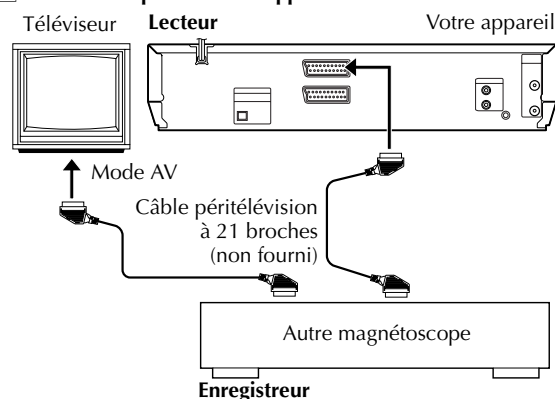 Téléviseur
Lecteur
Votre appareil
Mode AV
Câble péritélévision
à 21 broches
(non fourni)
Autre magnétoscope
Enregistreur